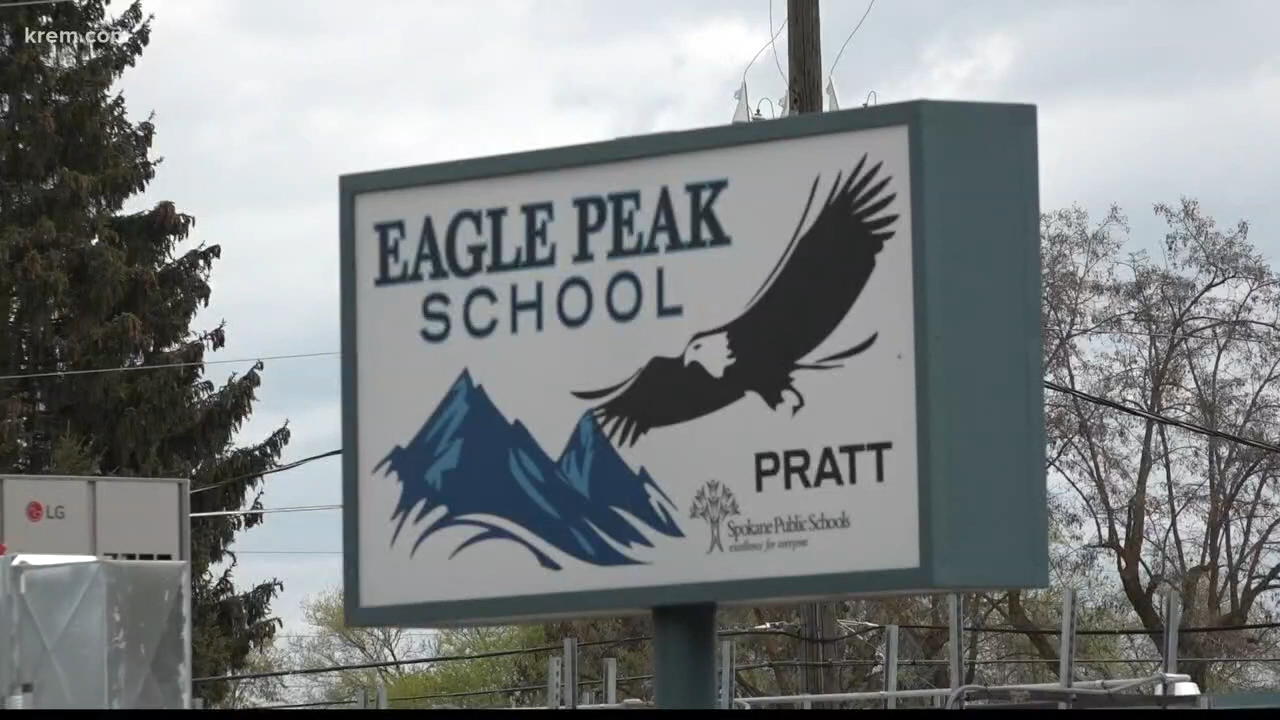 krem.com
EAGLE PEAK
SCHOOL
PRATT
Spokane Public Schools
excellence for everyone
LG